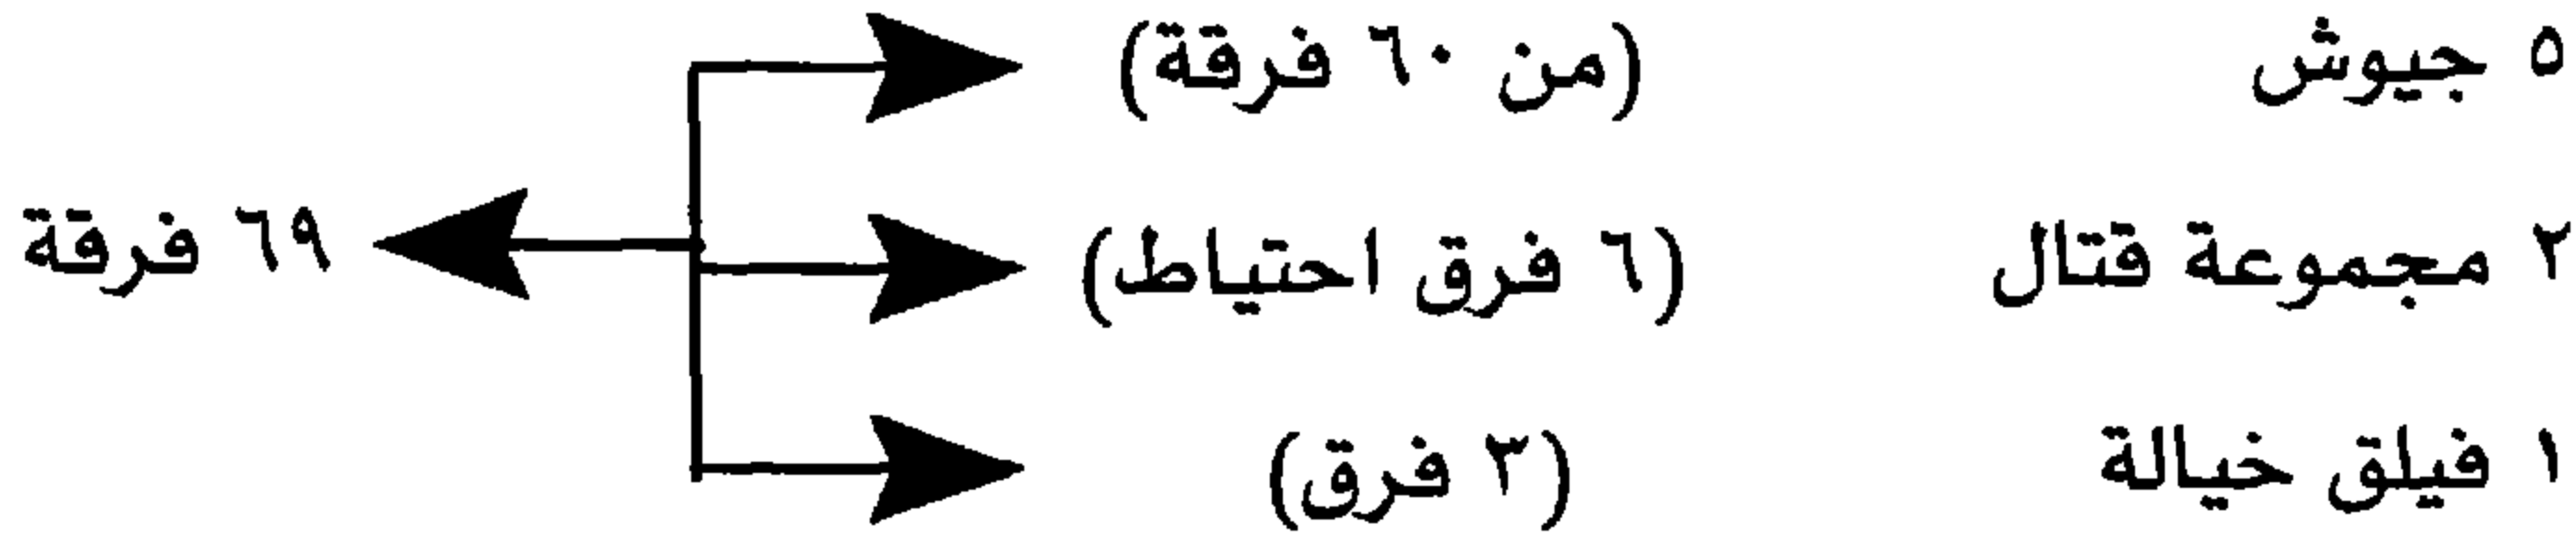 ٥ جيوش (من ٦٠ فرقة)
٢ مجموعة قتال (٦ فرق احتياط) ٦٩ فرقة
١ فيلق خيالة (٣ فرق)